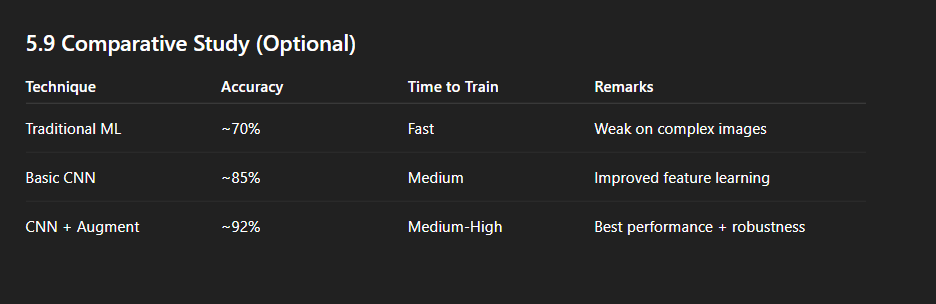 5.9 Comparative Study (Optional)
Technique Accuracy Time to Train Remarks
Traditional ML ~70% Fast Weak on complex images
Basic CNN ~85% Medium Improved feature learning
CNN + Augment ~92% Medium-High Best performance + robustness